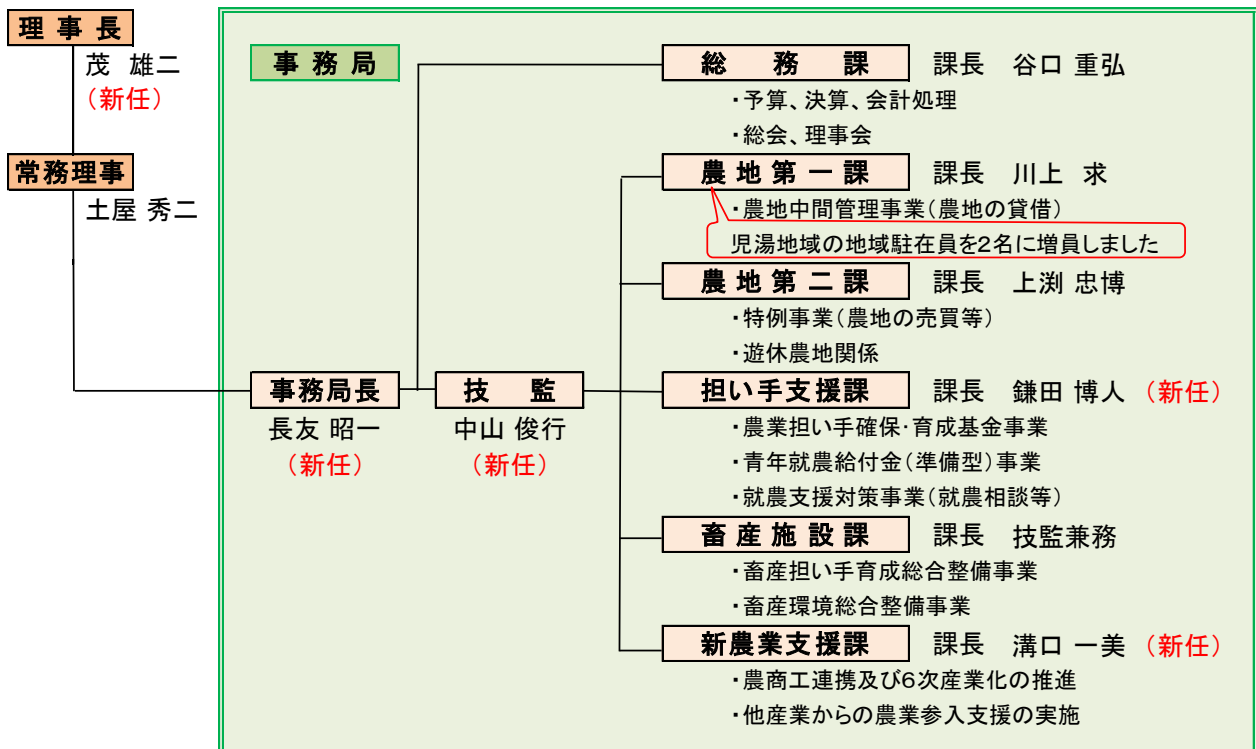 理事長
茂 雄二
（新任）
常務理事
土屋 秀二
事務局
事務局長
長友 昭一
（新任）
技監
中山 俊行
（新任）
総務課 課長 谷口 重弘
・予算、決算、会計処理
・総会、理事会
農地第一課 課長 川上 求
・農地中間管理事業（農地の貸借）
児湯地域の地域駐在員を２名に増員しました
農地第二課 課長 上渕 忠博
・特例事業（農地の売買等）
・遊休農地関係
担い手支援課 課長 鎌田 博人 （新任）
・農業担い手確保・育成基金事業
・青年就農給付金（準備型）事業
・就農支援対策事業（就農相談等）
畜産施設課 課長 技監兼務
・畜産担い手育成総合整備事業
・畜産環境総合整備事業
新農業支援課 課長 溝口 一美 （新任）
・農商工連携及び６次産業化の推進
・他産業からの農業参入支援の実施